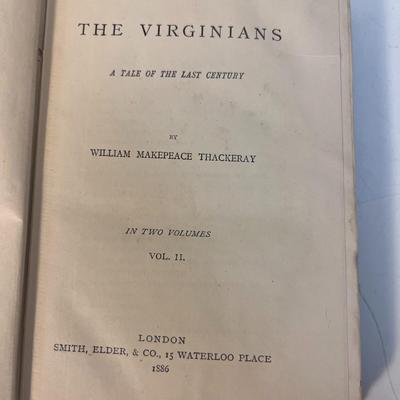 THE VIRGINIANS
A TALE OF THE LAST CENTURY
BY
WILLIAM MAKEPEACE THACKERAY
IN TWO VOLUMES
VOL. II.
LONDON
SMITH, ELDER, & CO., 15 WATERLOO PLACE
1886